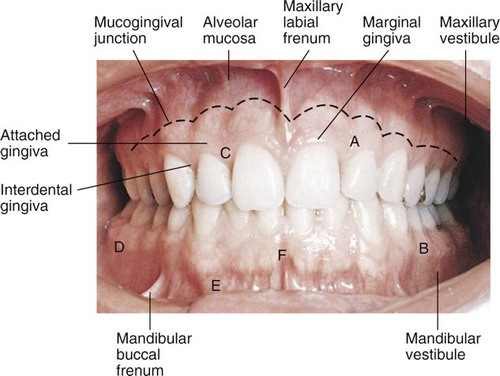 Mucogingival
junction
Alveolar
mucosa
Maxillary
labial
frenum
Marginal
gingiva
Maxillary
vestibule
Attached
gingiva
Interdental
gingiva
C
A
D
F
B
E
Mandibular
buccal
frenum
Mandibular
vestibule